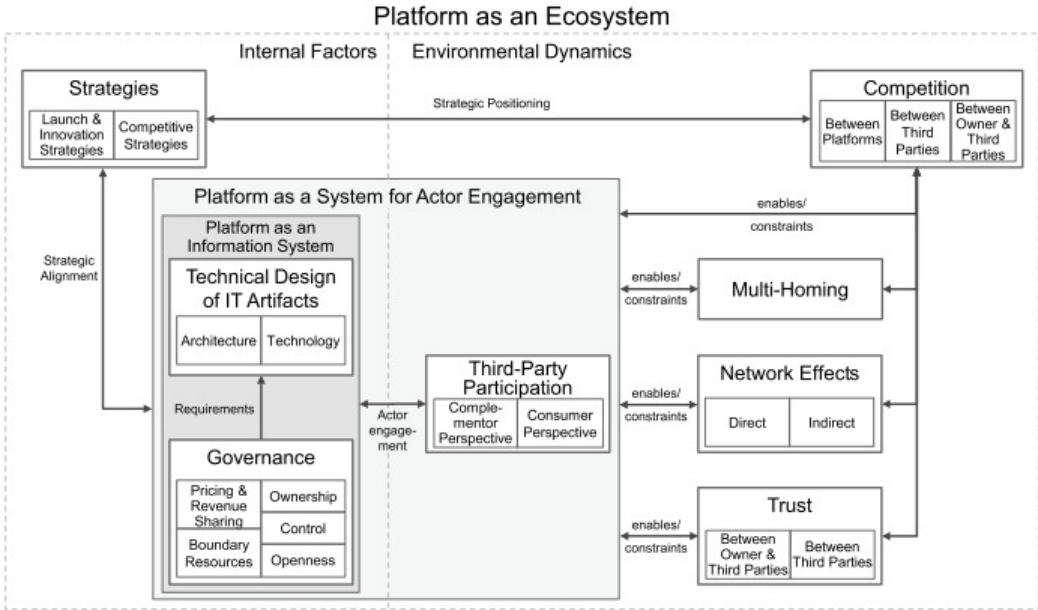 Platform as an Ecosystem
Internal Factors
Environmental Dynamics
Strategies
Launch &
Innovation
Strategies
Competitive
Strategies
Strategic Positioning
Competition
Between
Platforms
Between
Third
Parties
Between
Owner &
Third
Parties
Strategic
Alignment
Platform as a System for Actor Engagement
Platform as an
Information System
Technical Design
of IT Artifacts
Architecture
Technology
Requirements
Governance
Pricing &
Revenue
Sharing
Boundary
Resources
Ownership
Control
Openness
Actor
engage-
ment
Third-Party
Participation
Comple-
mentor
Perspective
Consumer
Perspective
enables/
constraints
enables/
constraints
Multi-Homing
enables/
constraints
Network Effects
Direct
Indirect
enables/
constraints
Trust
Between
Owner &
Third Parties
Between
Third Parties